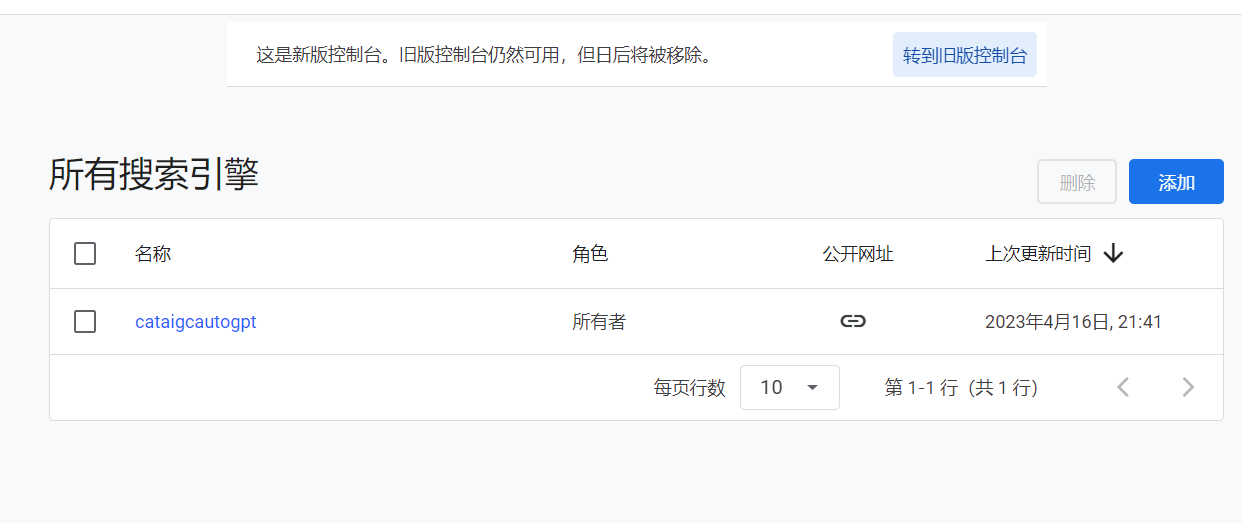 这是新版控制台。旧版控制台仍然可用，但日后将被移除。 转到旧版控制台
所有搜索引擎 删除 添加
名称 角色 公开网址 上次更新时间
cataigcautogpt 所有者 2023年4月16日, 21:41
每页行数 10 第 1-1 行（共 1 行）